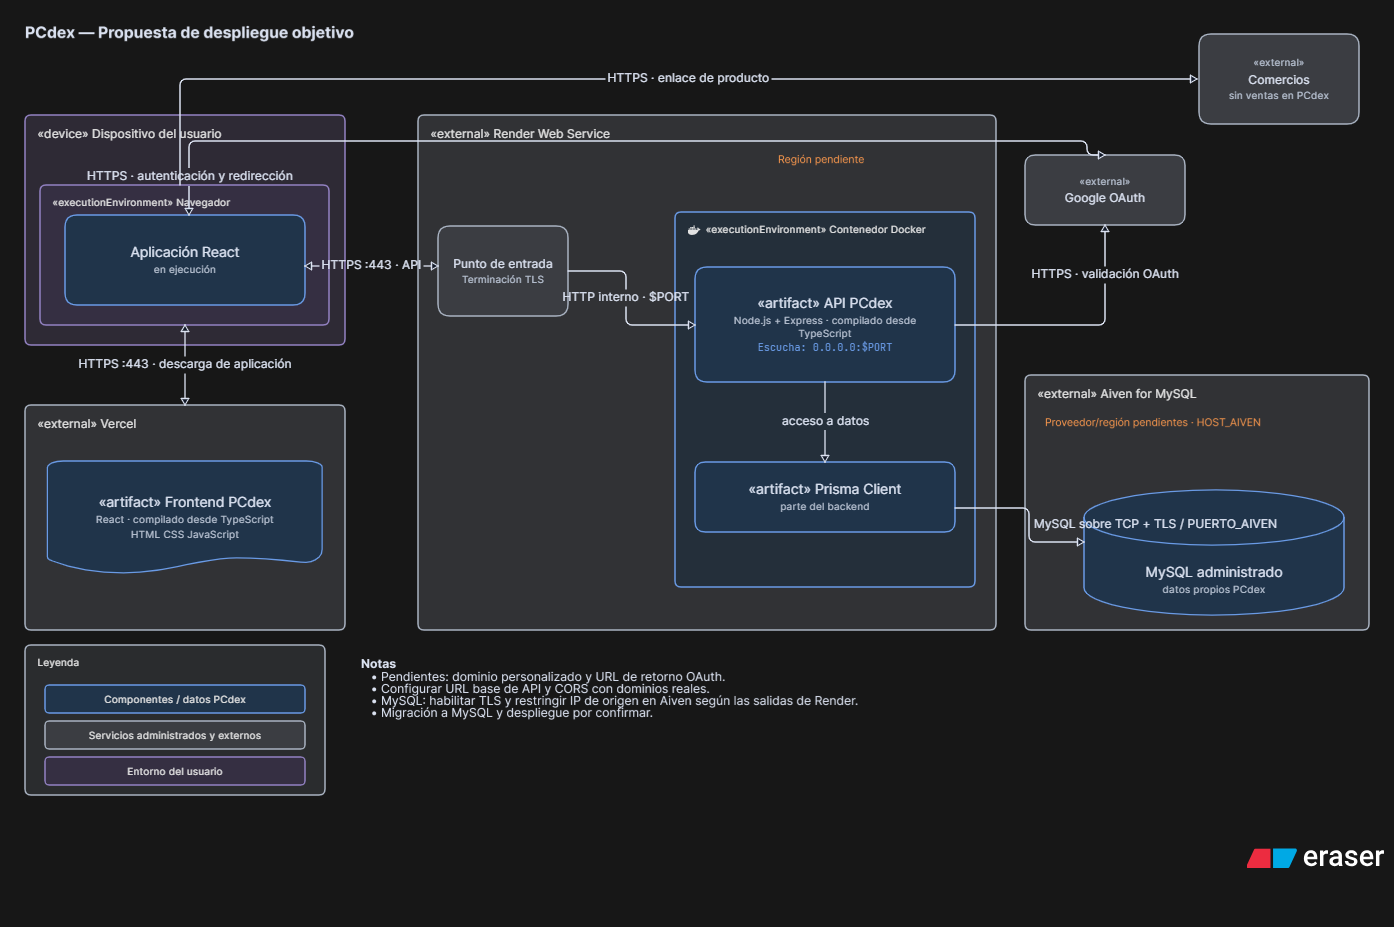 PCdex — Propuesta de despliegue objetivo
«external»
Comercios
sin ventas en PCdex
HTTPS · enlace de producto
«device» Dispositivo del usuario
HTTPS · autenticación y redirección
«executionEnvironment» Navegador
Aplicación React
en ejecución
HTTPS :443 · API
HTTPS :443 · descarga de aplicación
«external» Render Web Service
Región pendiente
Punto de entrada
Terminación TLS
HTTP interno · $PORT
«executionEnvironment» Contenedor Docker
«artifact» API PCdex
Node.js + Express · compilado desde
TypeScript
Escucha: 0.0.0.0:$PORT
acceso a datos
«artifact» Prisma Client
parte del backend
«external»
Google OAuth
HTTPS · validación OAuth
«external» Aiven for MySQL
Proveedor/región pendientes · HOST_AIVEN
MySQL sobre TCP + TLS / PUERTO_AIVEN
MySQL administrado
datos propios PCdex
«external» Vercel
«artifact» Frontend PCdex
React · compilado desde TypeScript
HTML CSS JavaScript
Leyenda
Componentes / datos PCdex
Servicios administrados y externos
Entorno del usuario
Notas
• Pendientes: dominio personalizado y URL de retorno OAuth.
• Configurar URL base de API y CORS con dominios reales.
• MySQL: habilitar TLS y restringir IP de origen en Aiven según las salidas de Render.
• Migración a MySQL y despliegue por confirmar.
eraser